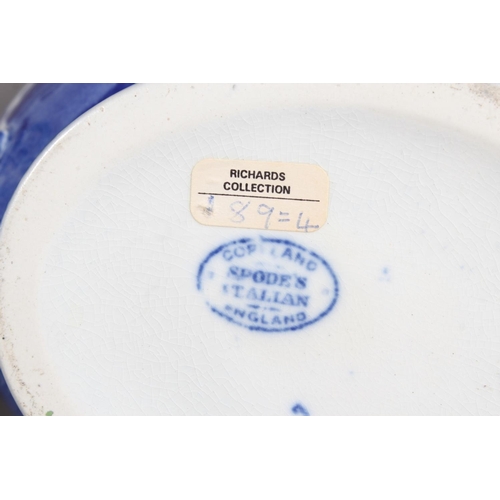 RICHARDS
COLLECTION
89=4
COPELAND
SPODE'S
ITALIAN
ENGLAND